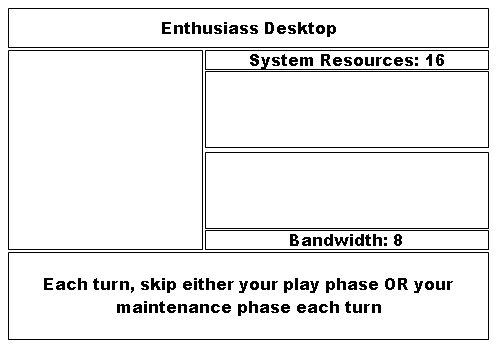 Enthusiass Desktop
System Resources: 16
Bandwidth: 8
Each turn, skip either your play phase OR your
maintenance phase each turn